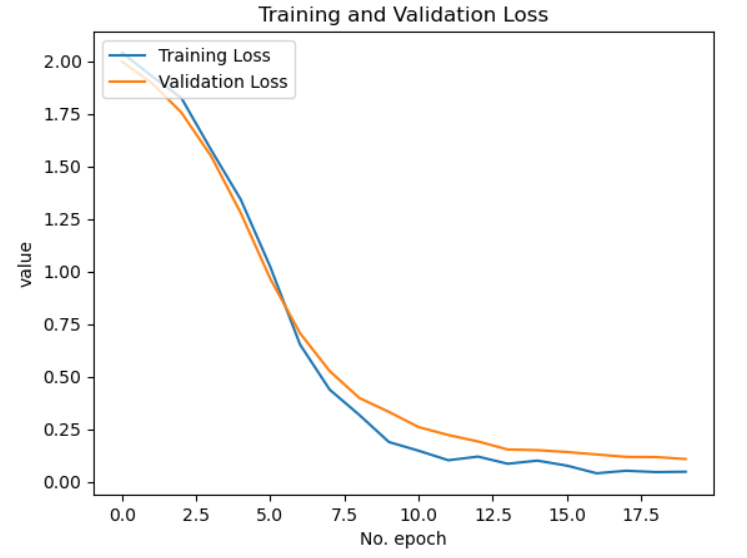 Training and Validation Loss
Training Loss
Validation Loss
2.00
1.75
1.50
1.25
1.00
0.75
0.50
0.25
0.00
value
0.0 2.5 5.0 7.5 10.0 12.5 15.0 17.5
No. epoch